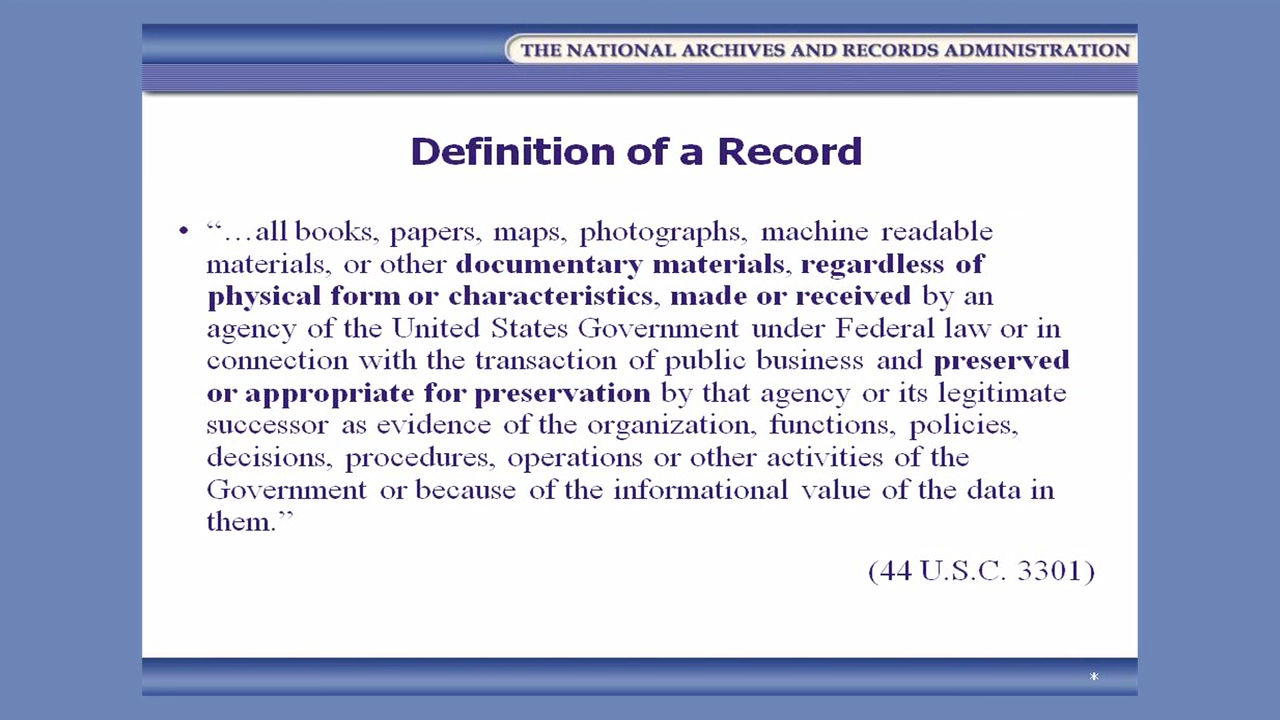 THE NATIONAL ARCHIVES AND RECORDS ADMINISTRATION
Definition of a Record
• “…all books, papers, maps, photographs, machine readable
materials, or other documentary materials, regardless of
physical form or characteristics, made or received by an
agency of the United States Government under Federal law or in
connection with the transaction of public business and preserved
or appropriate for preservation by that agency or its legitimate
successor as evidence of the organization, functions, policies,
decisions, procedures, operations or other activities of the
Government or because of the informational value of the data in
them.”
(44 U.S.C. 3301)
*